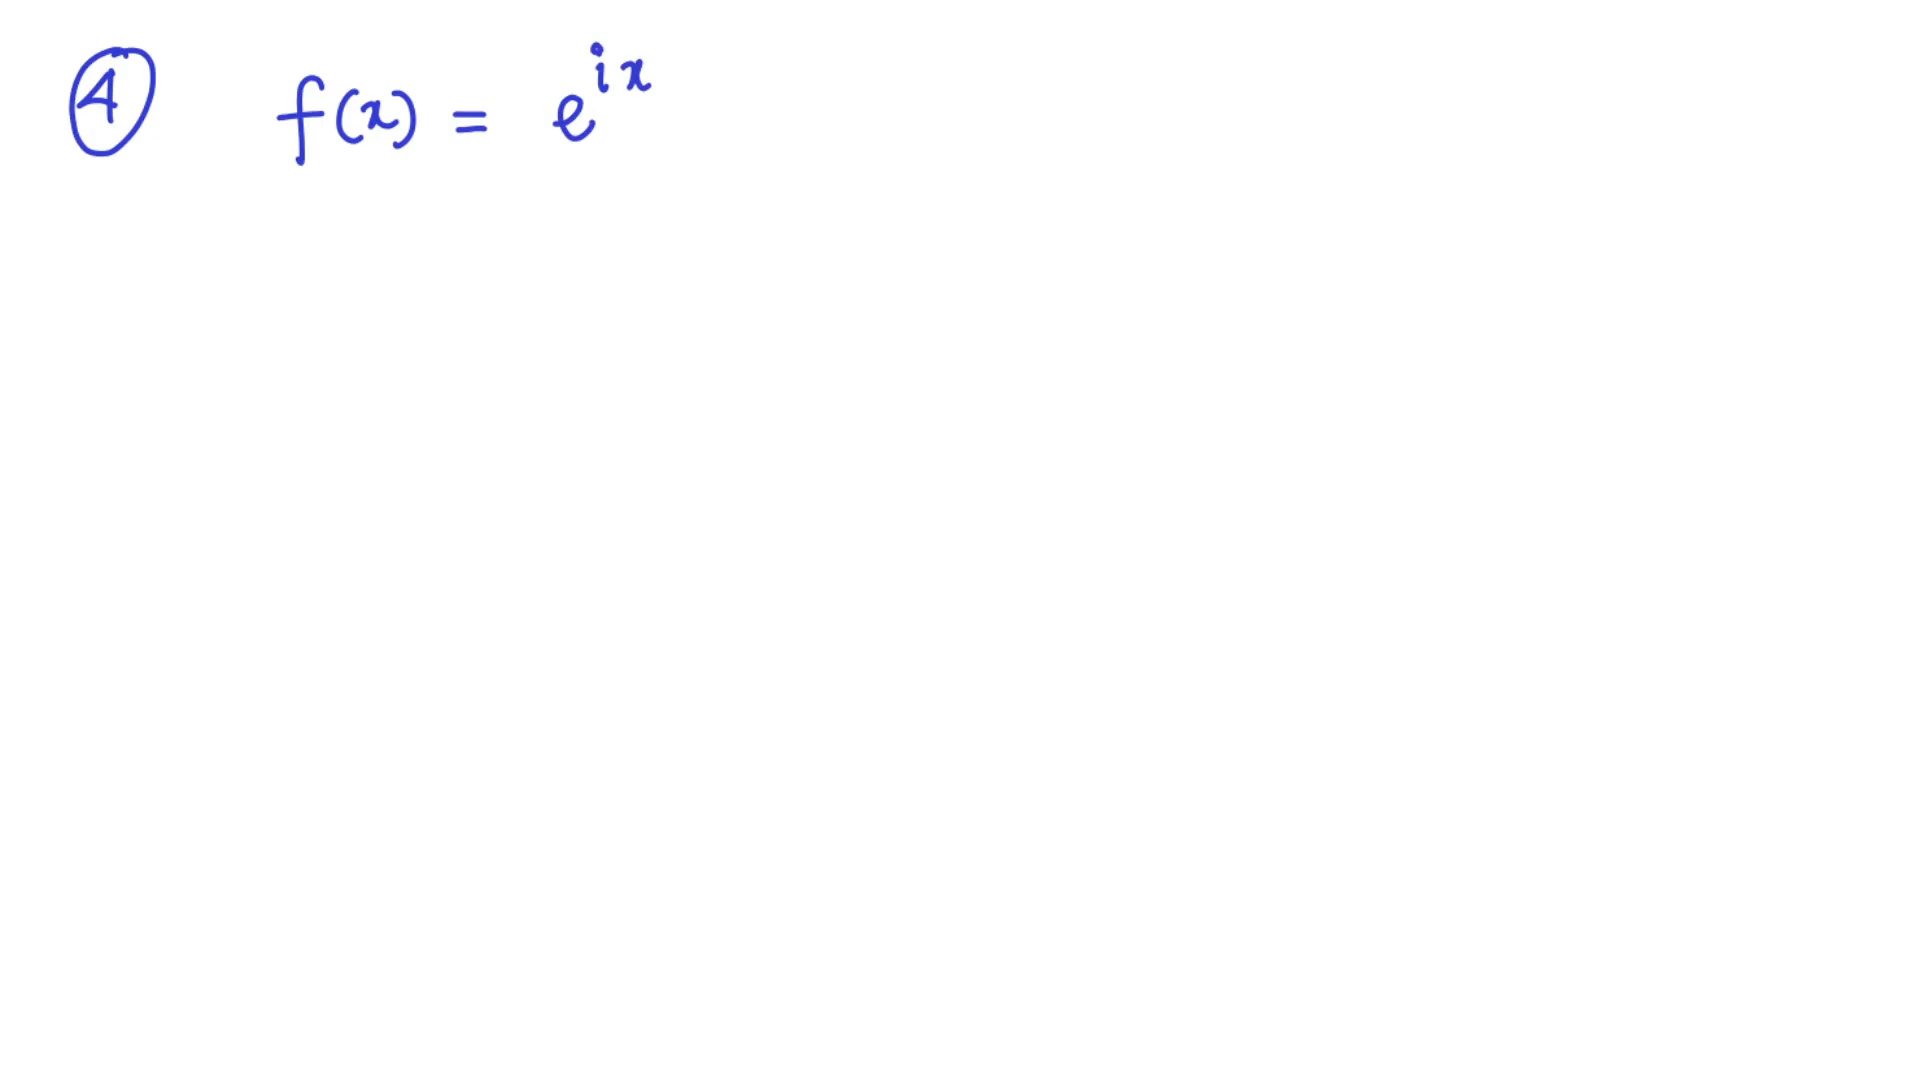 ④ f(x) = e^{ix}